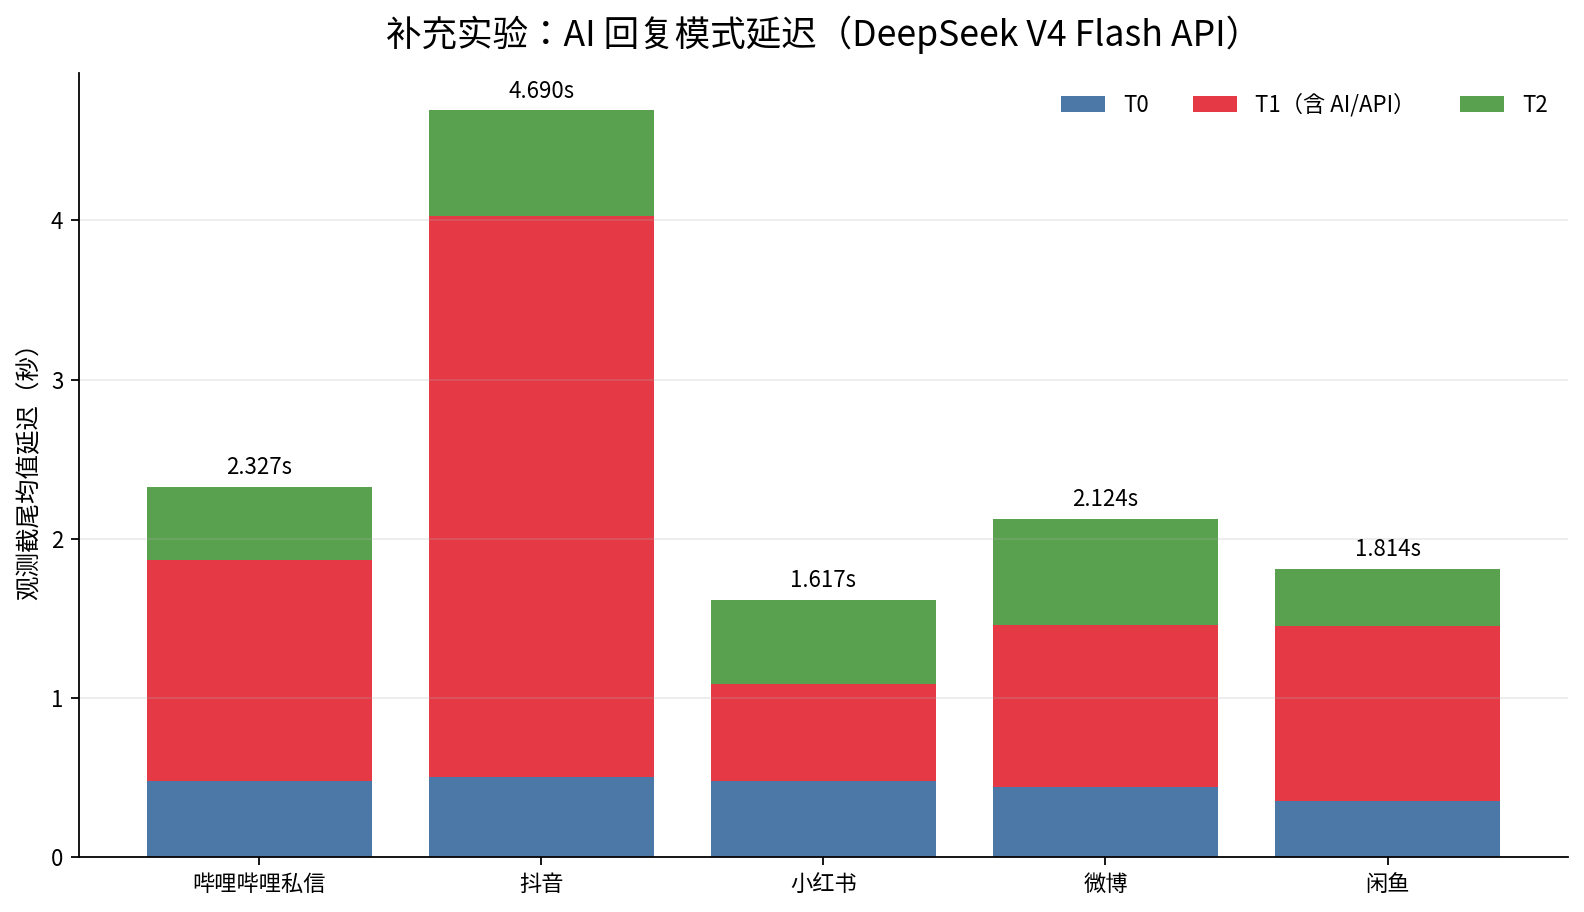 补充实验：AI 回复模式延迟（DeepSeek V4 Flash API）
T0 T1（含 AI/API） T2
观测截尾均值延迟（秒）
4
3
2
1
0
2.327s
4.690s
1.617s
2.124s
1.814s
哔哩哔哩私信 抖音 小红书 微博 闲鱼